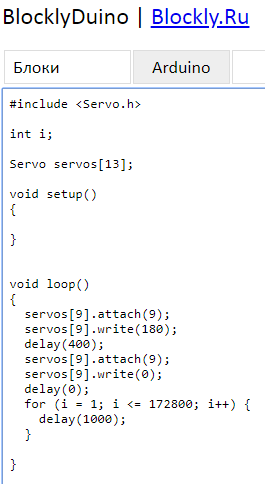 BlocklyDuino | Blockly.Ru
Блоки Arduino
#include <Servo.h>
int i;
Servo servos[13];
void setup()
{
}
void loop()
{
servos[9].attach(9);
servos[9].write(180);
delay(400);
servos[9].attach(9);
servos[9].write(0);
delay(0);
for (i = 1; i <= 172800; i++) {
delay(1000);
}
}